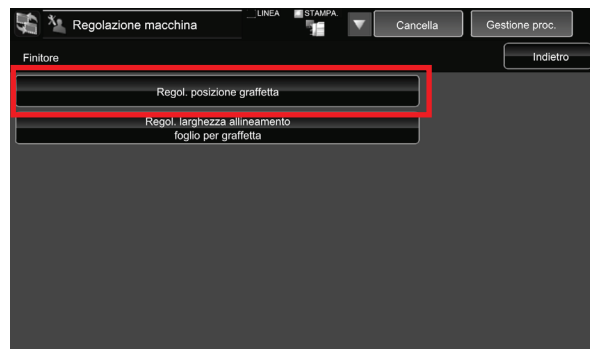 Regolazione macchina
LINEA
STAMPA.
Cancella
Gestione proc.
Finitore
Indietro
Regol. posizione graffetta
Regol. larghezza allineamento
foglio per graffetta